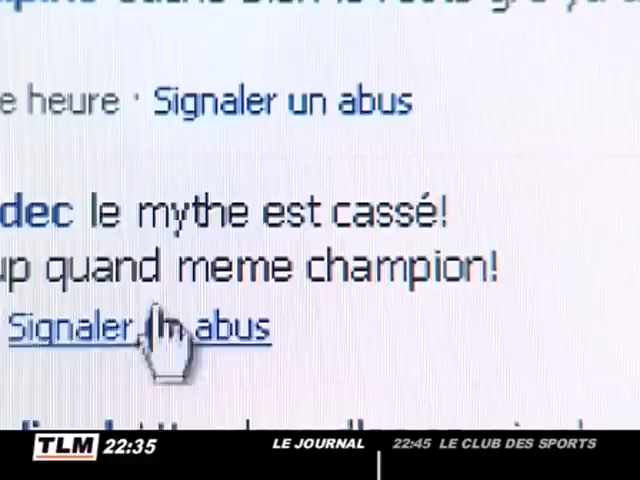 e heure · Signaler un abus
dec le mythe est cassé!
up quand meme champion!
Signaler un abus
TLM 22:35 LE JOURNAL 22:45 LE CLUB DES SPORTS